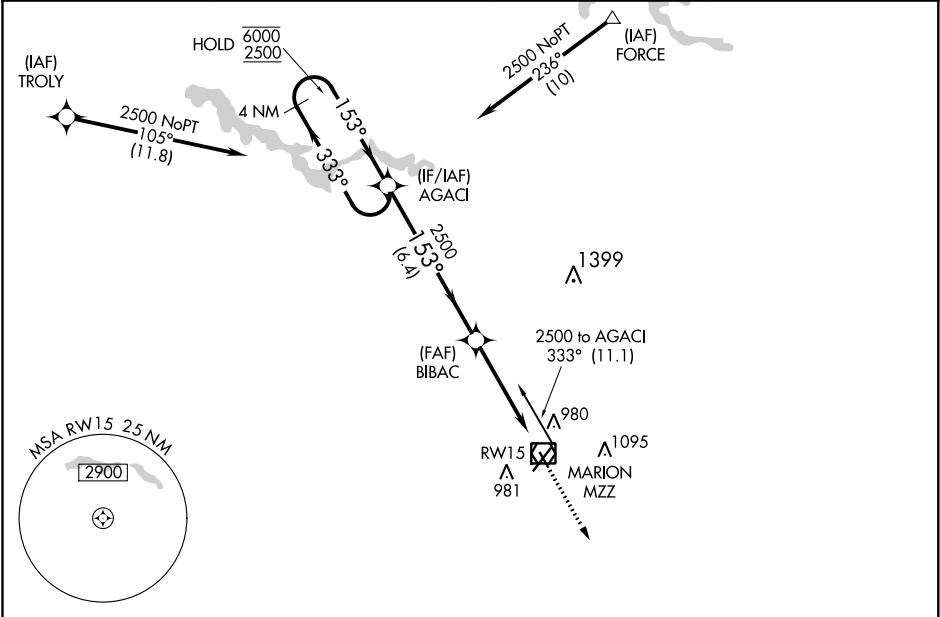 HOLD 6000
2500
(IAF)
TROLY
2500 NoPT
105°
(11.8)
4 NM
153°
333°
(IAF)
FORCE
2500 NoPT
236°
(10)
(IF/IAF)
AGACI
2500
153°
(6.4)
1399
(FAF)
BIBAC
2500 to AGACI
333° (11.1)
980
RW15
1095
981
MARION
MZZ
MSA RW15 25 NM
2900